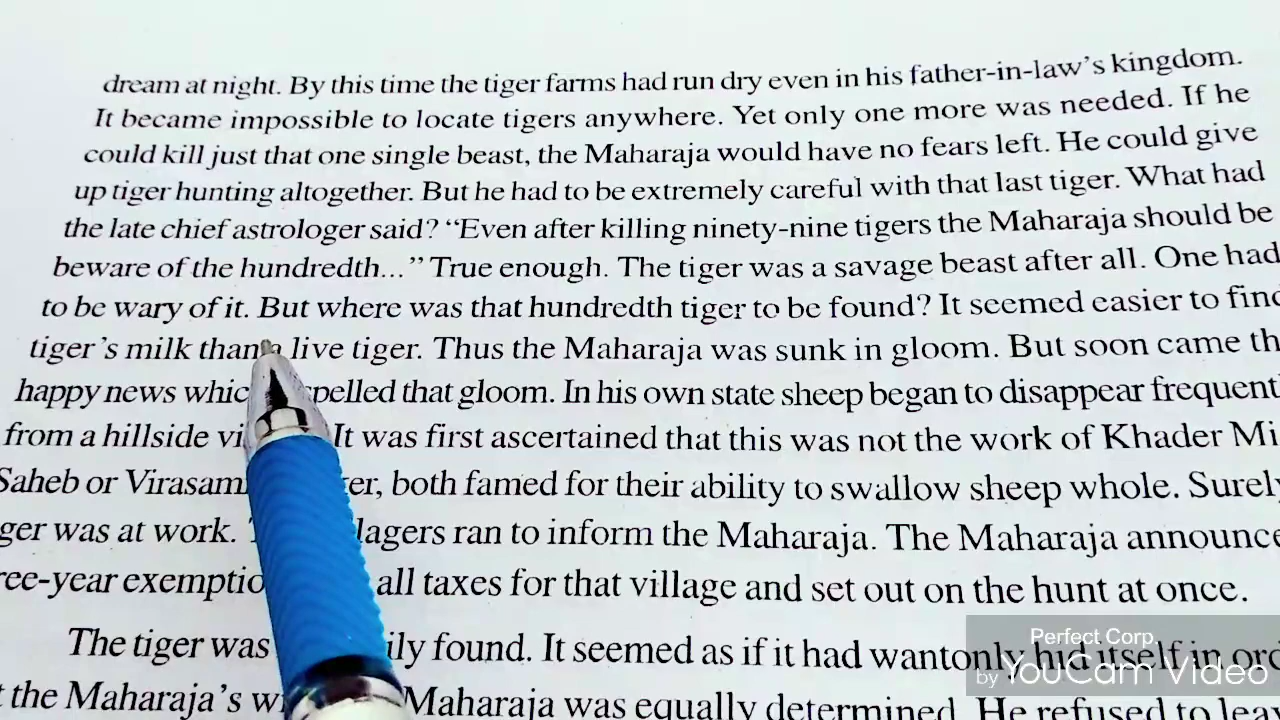 dream at night. By this time the tiger farms had run dry even in his father-in-law's kingdom.
It became impossible to locate tigers anywhere. Yet only one more was needed. If he
could kill just that one single beast, the Maharaja would have no fears left. He could give
up tiger hunting altogether. But he had to be extremely careful with that last tiger. What had
the late chief astrologer said? “Even after killing ninety-nine tigers the Maharaja should be
beware of the hundredth...” True enough. The tiger was a savage beast after all. One had
to be wary of it. But where was that hundredth tiger to be found? It seemed easier to find
tiger's milk than a live tiger. Thus the Maharaja was sunk in gloom. But soon came th
happy news whic spelled that gloom. In his own state sheep began to disappear frequent
from a hillside vi It was first ascertained that this was not the work of Khader Mi
Saheb or Virasam er, both famed for their ability to swallow sheep whole. Surely
ger was at work. lagers ran to inform the Maharaja. The Maharaja announce
ree-year exemptio all taxes for that village and set out on the hunt at once.
The tiger was ily found. It seemed as if it had wantonly hid itself in ord
the Maharaja's wi Maharaja was equally determined. He refused to leav
Perfect Corp.
by YouCam Video